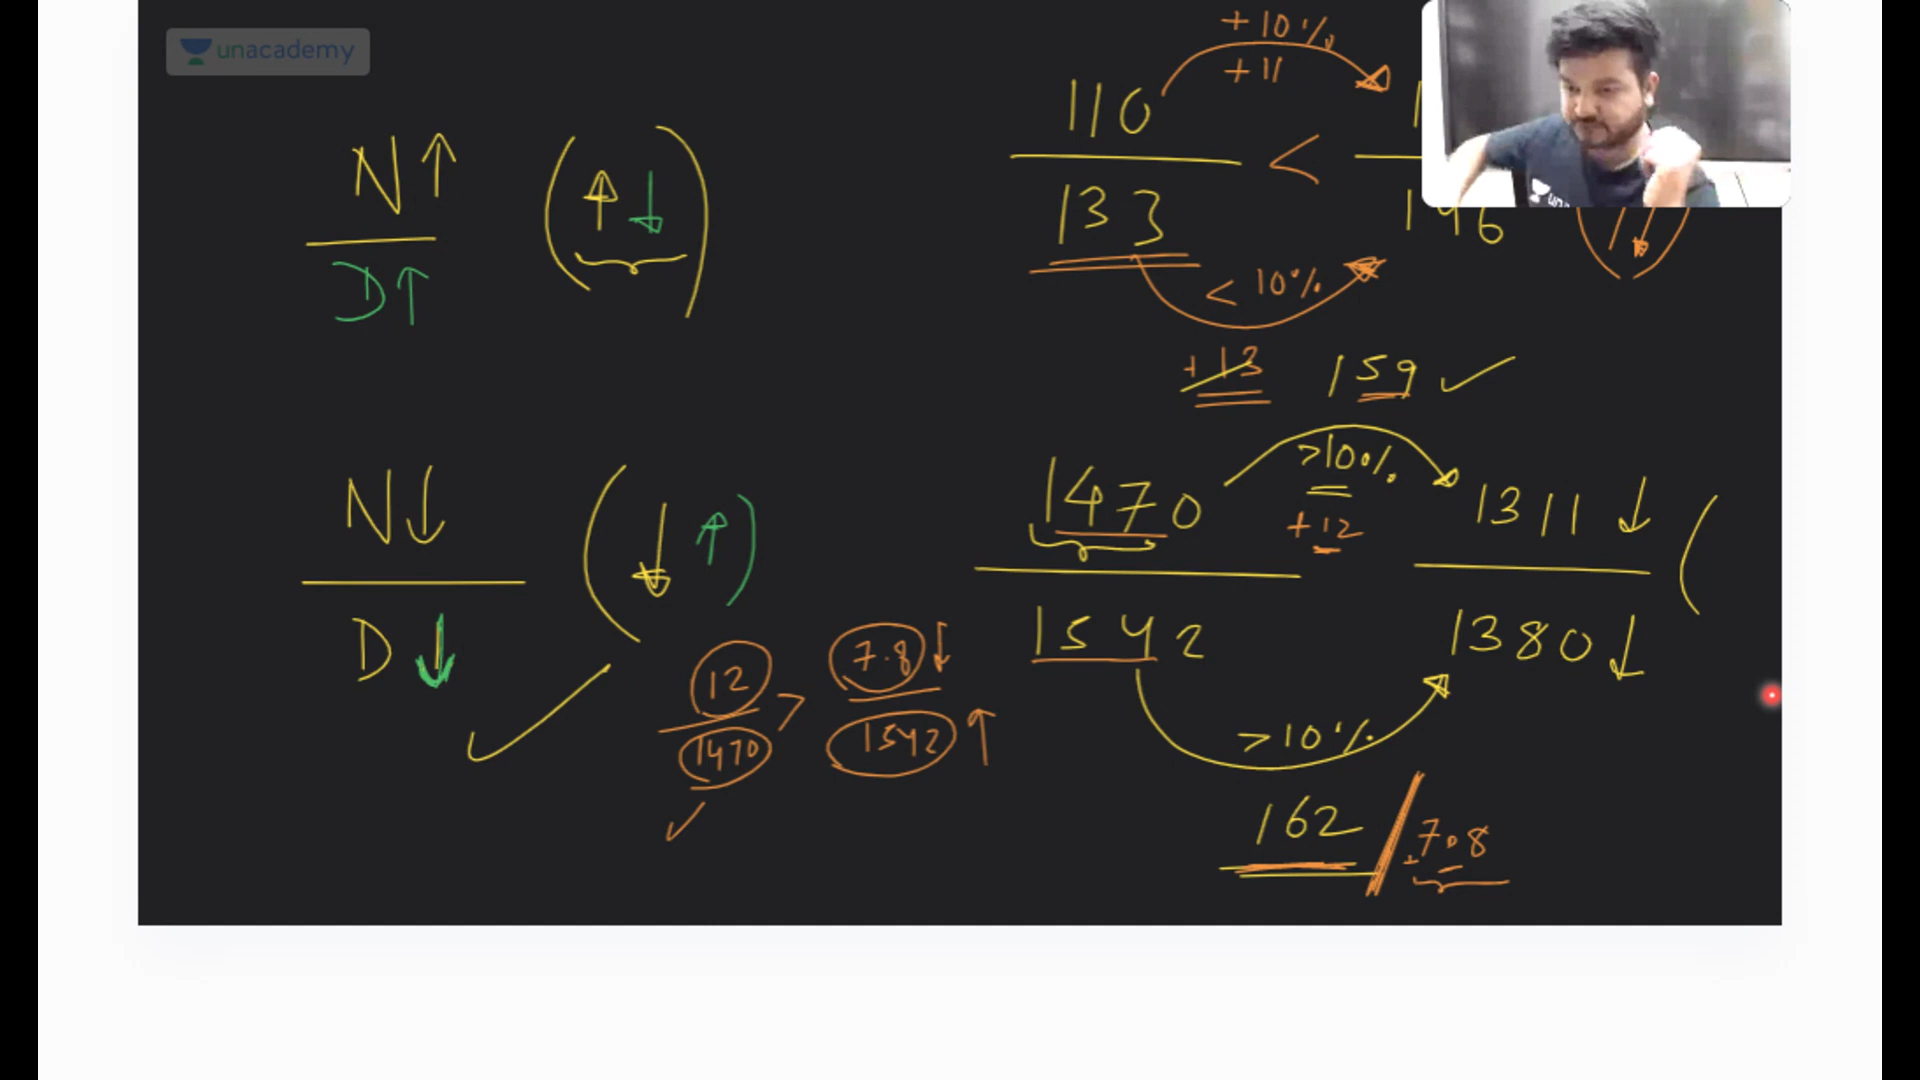 unacademy
N↑ (↑↓)
D↑
+10%
+11
110
<
133
196
< 10%
+13 159 ✓
N↓ (↓↑)
D↓
>10%
+12
1470 1311↓ (
1542 1380↓
12 > 7.8↓
1470 1542↑
>10%
162 / +7.8